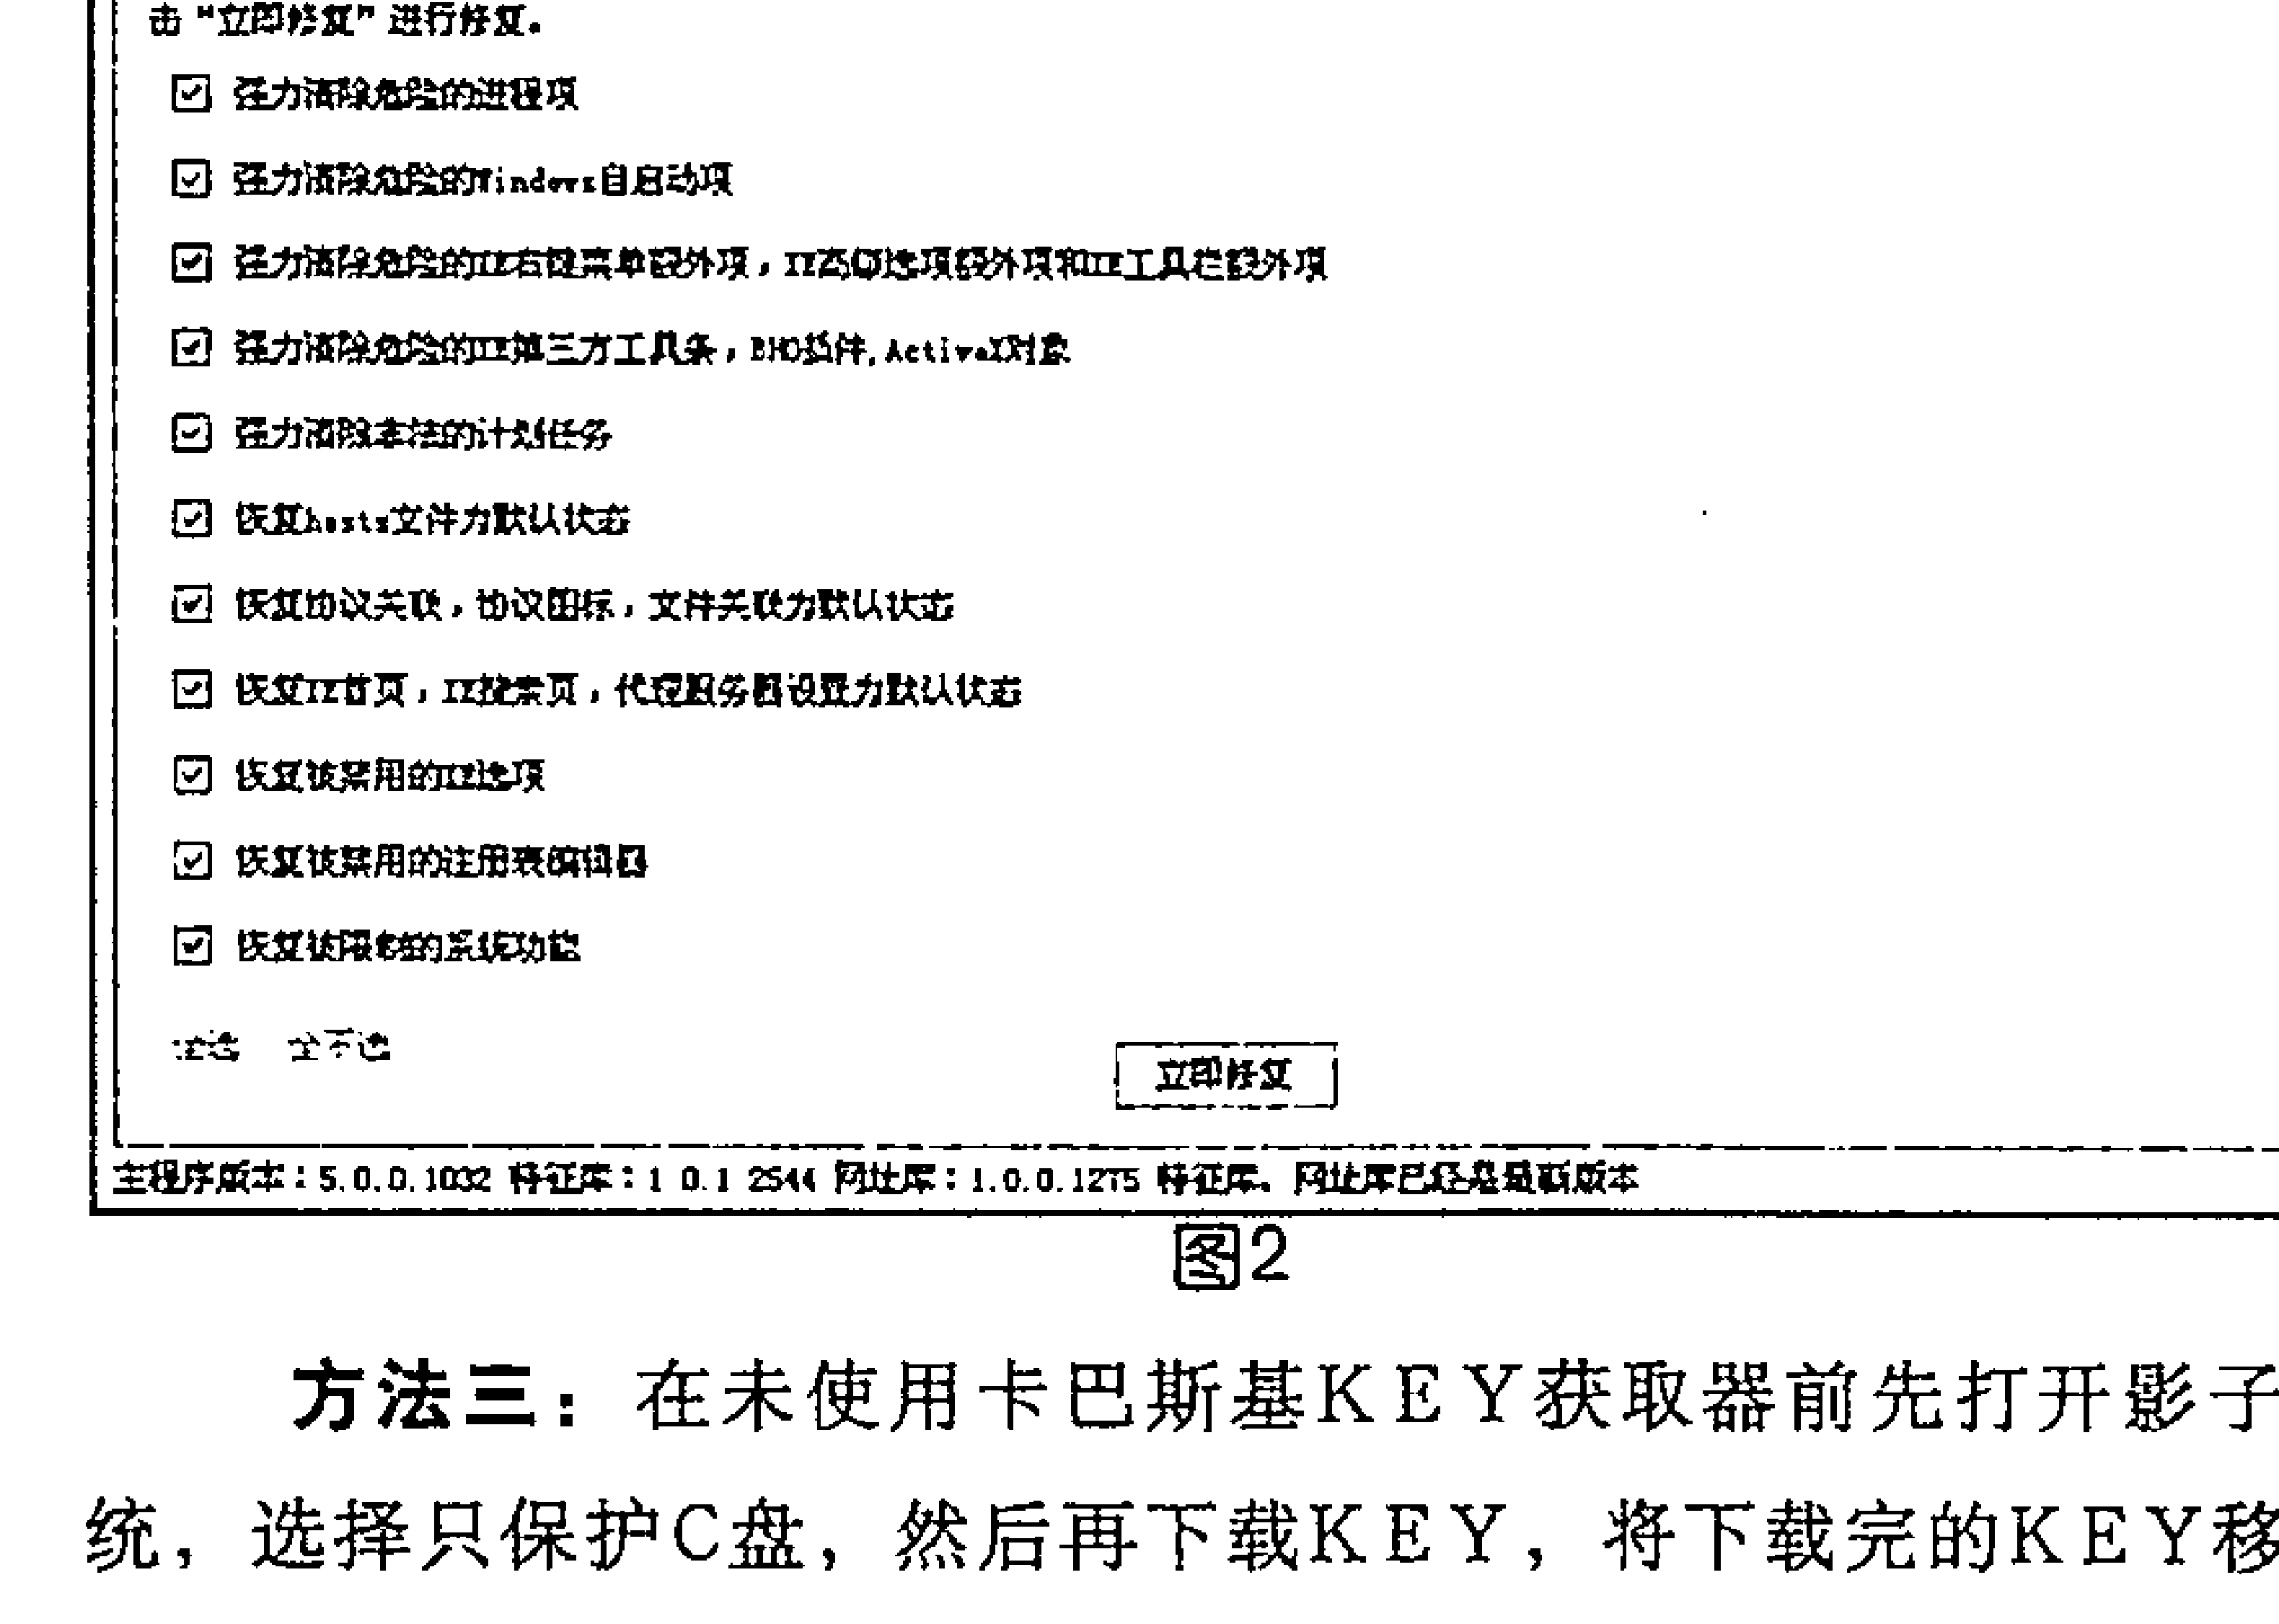 击“立即修复”进行修复。
强力清除危险的进程项
强力清除危险的Windows自启动项
强力清除危险的IE右键菜单额外项，IE高级选项额外项和IE工具栏额外项
强力清除危险的IE第三方工具条，BHO插件,ActiveX对象
强力清除非法的计划任务
恢复hosts文件为默认状态
恢复协议关联，协议图标，文件关联为默认状态
恢复IE首页，IE搜索页，代理服务器设置为默认状态
恢复被禁用的IE选项
恢复被禁用的注册表编辑器
恢复被限制的系统功能
全选 全不选
立即修复
主程序版本：5.0.0.1032 特征库：1 0.1 2544 网址库：1.0.0.1275 特征库、网址库已经是最新版本
图2
方法三：在未使用卡巴斯基KEY获取器前先打开影子
统，选择只保护C盘，然后再下载KEY，将下载完的KEY移